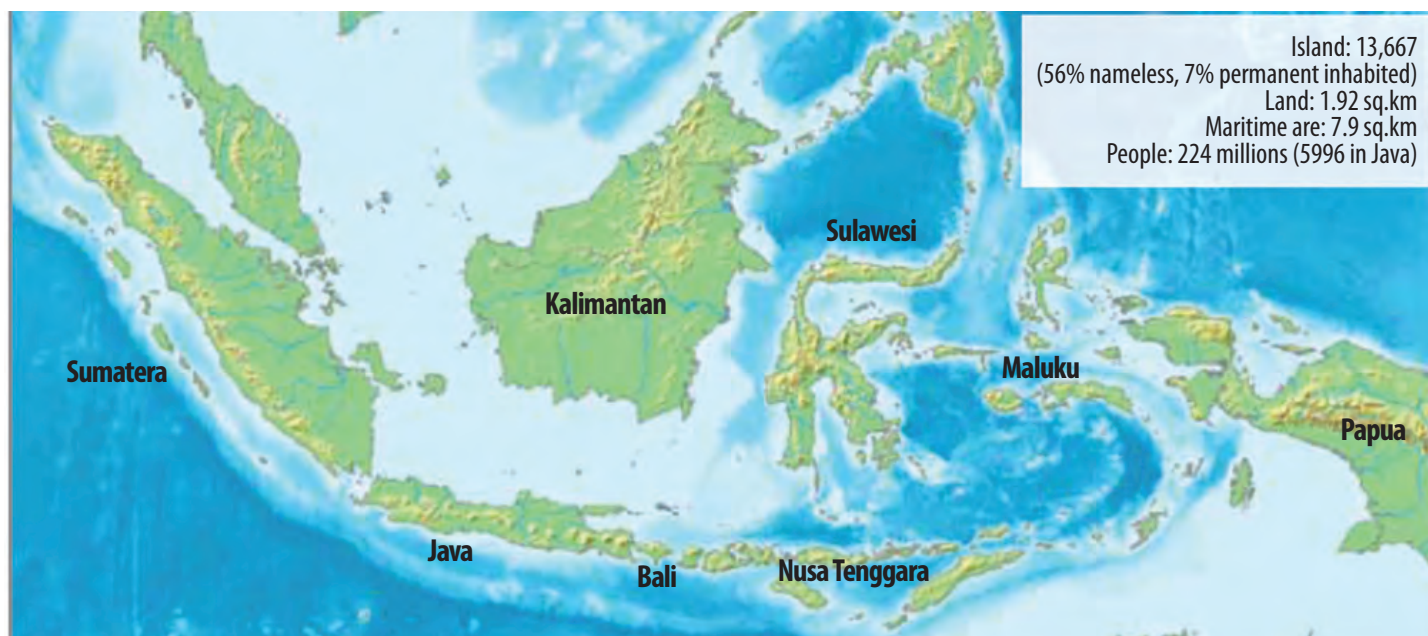 Island: 13,667
(56% nameless, 7% permanent inhabited)
Land: 1.92 sq.km
Maritime are: 7.9 sq.km
People: 224 millions (5996 in Java)
Sulawesi
Kalimantan
Sumatera
Maluku
Papua
Java
Bali
Nusa Tenggara